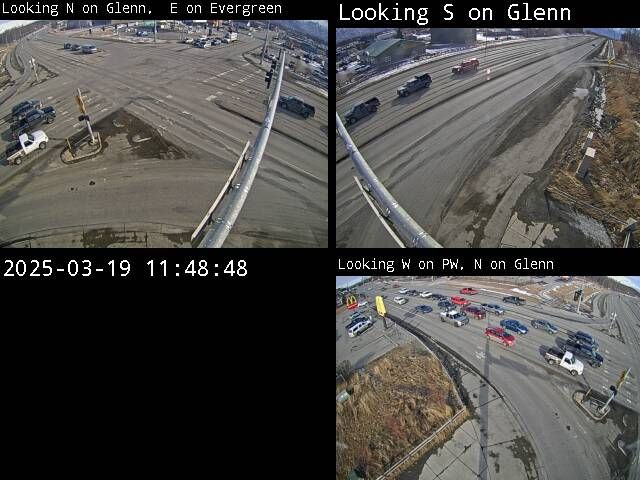 Looking N on Glenn,  E on Evergreen
Looking S on Glenn
2025-03-19 11:48:48
Looking W on PW, N on Glenn